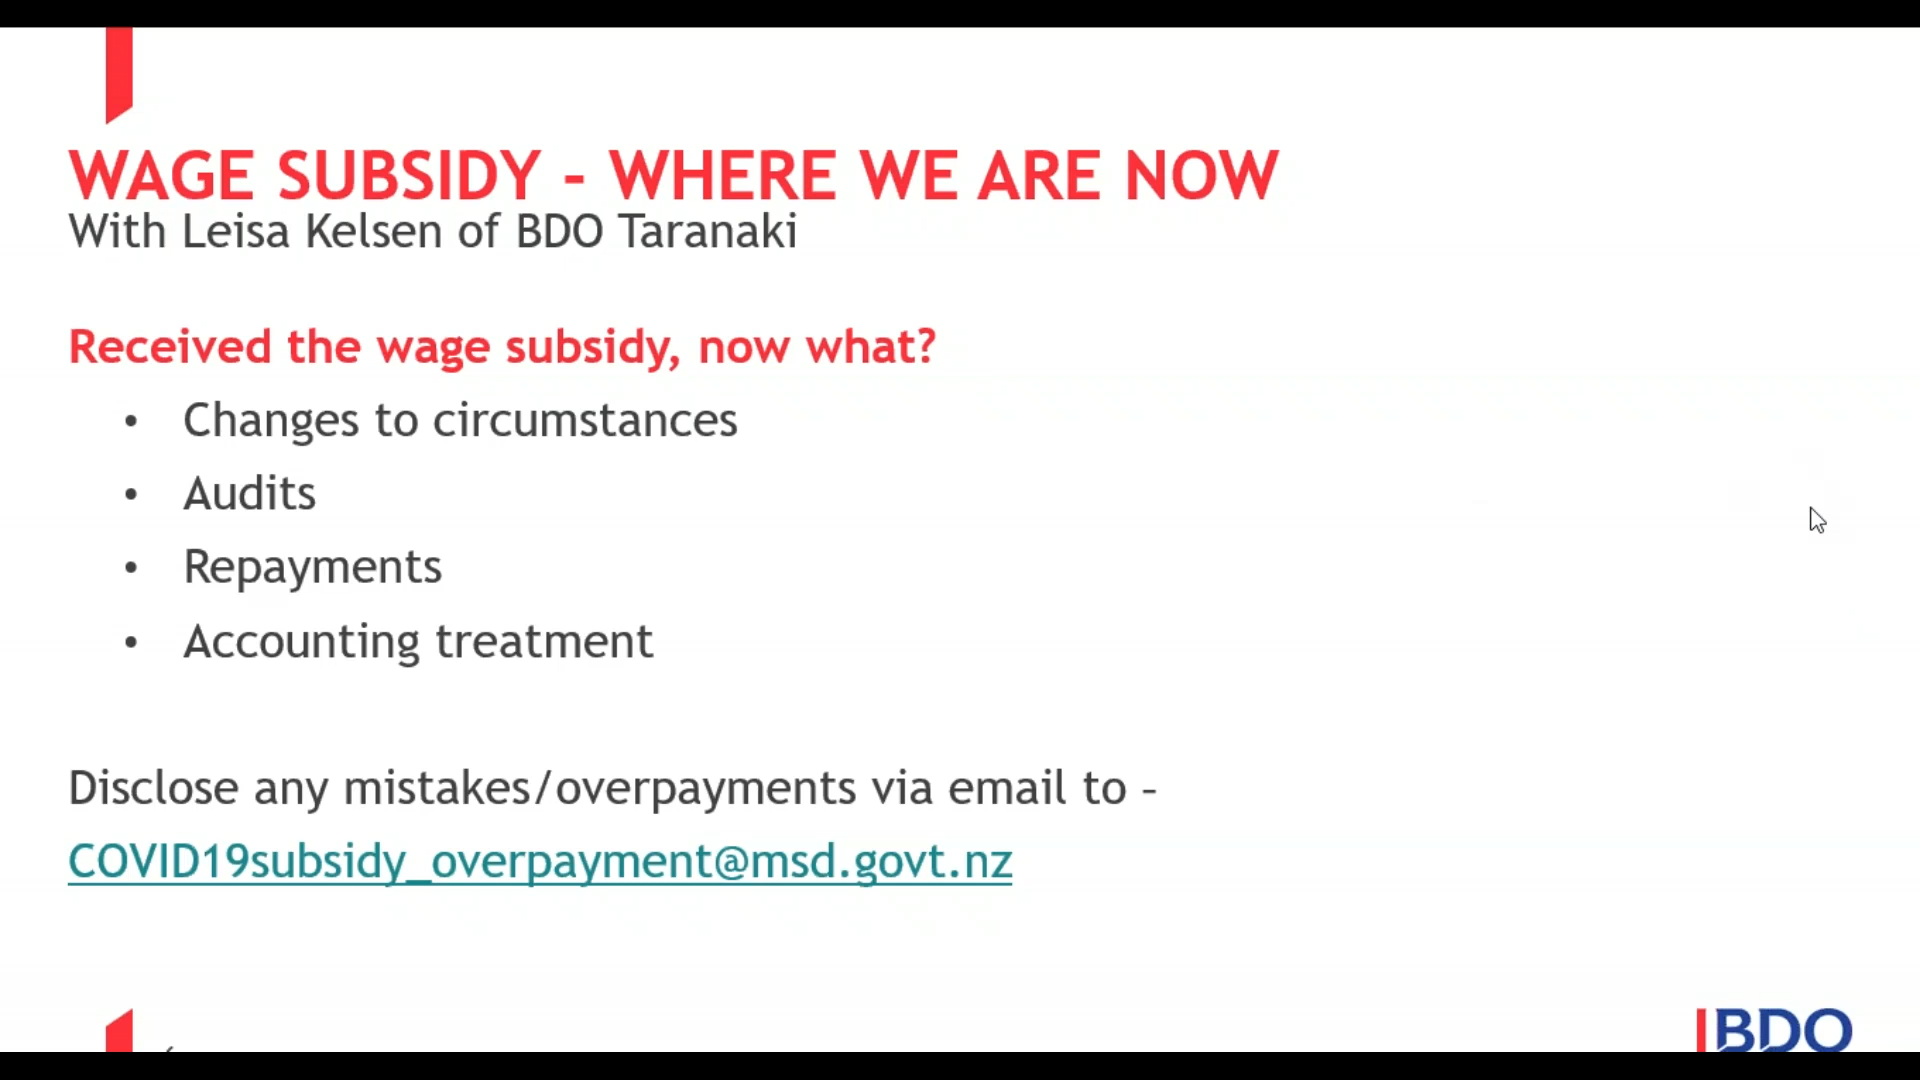 WAGE SUBSIDY - WHERE WE ARE NOW
With Leisa Kelsen of BDO Taranaki
Received the wage subsidy, now what?
• Changes to circumstances
• Audits
• Repayments
• Accounting treatment
Disclose any mistakes/overpayments via email to –
COVID19subsidy_overpayment@msd.govt.nz
BDO